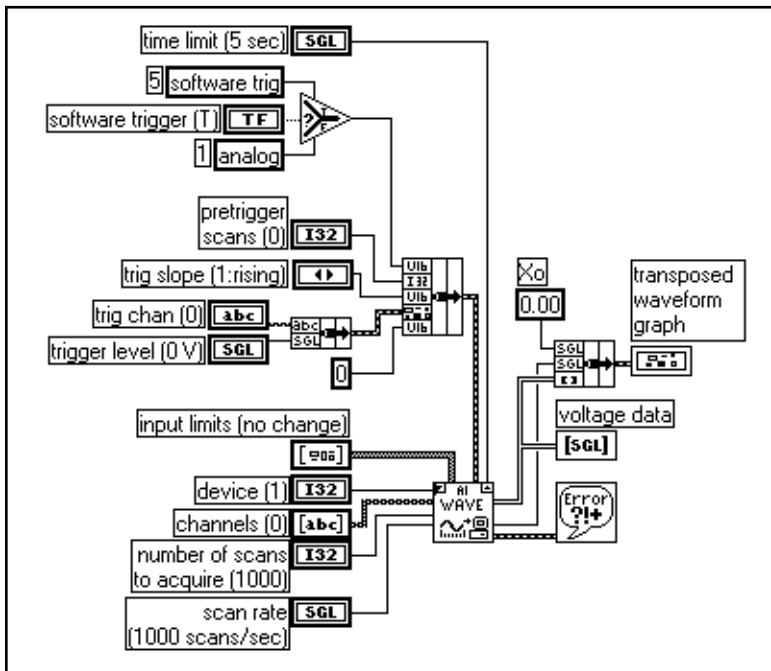 time limit (5 sec)
SGL
5
software trig
software trigger (T)
TF
?
T
F
1
analog
pretrigger
scans (0)
I32
trig slope (1:rising)
trig chan (0)
abc
trigger level (0 V)
SGL
abc
SGL
U16
I32
U16
U16
0
Xo
0.00
SGL
SGL
transposed
waveform
graph
voltage data
[SGL]
input limits (no change)
device (1)
I32
channels (0)
[abc]
number of scans
to acquire (1000)
I32
scan rate
(1000 scans/sec)
SGL
AI
WAVE
Error
?!+